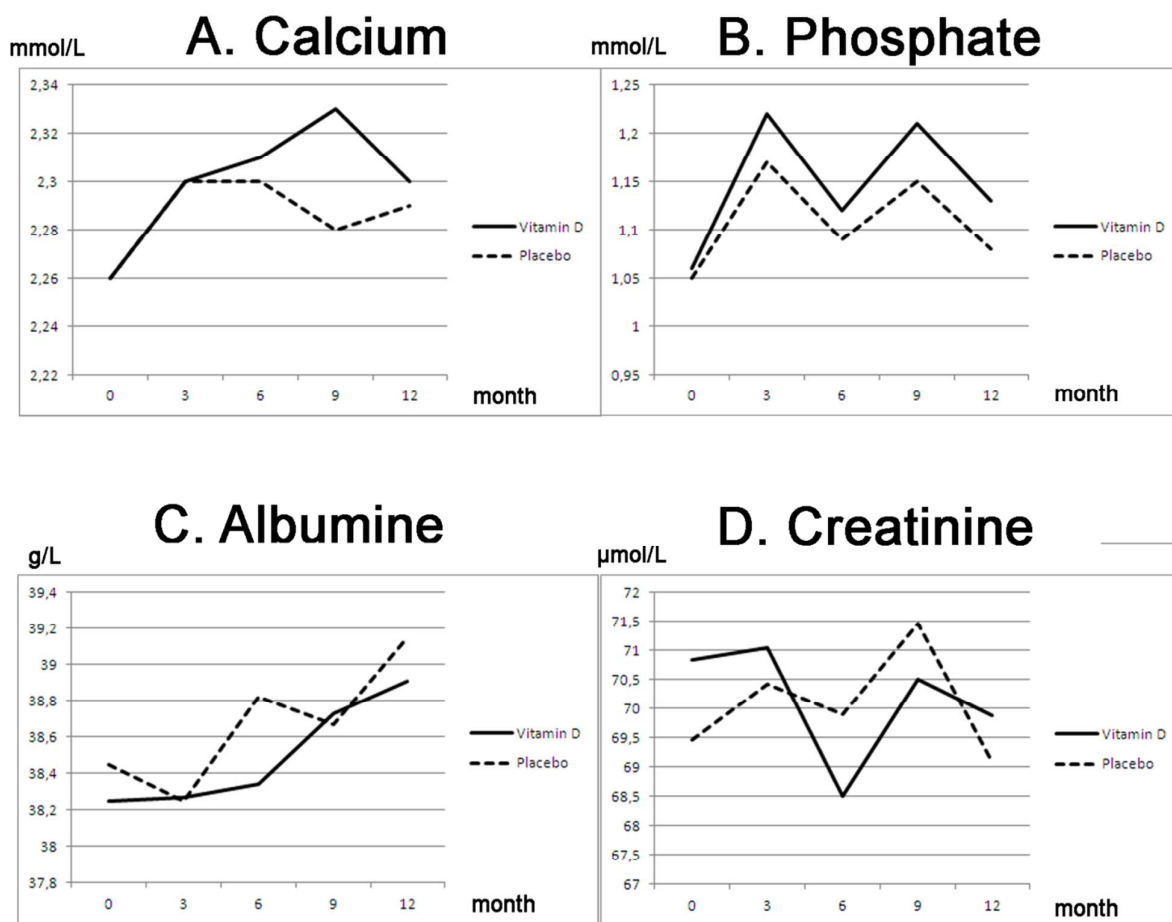 A. Calcium
mmol/L
2,34
2,32
2,3
2,28
2,26
2,24
2,22
0 3 6 9 12
month
Vitamin D
Placebo
B. Phosphate
mmol/L
1,25
1,2
1,15
1,1
1,05
1
0,95
0 3 6 9 12
month
Vitamin D
Placebo
C. Albumine
g/L
39,4
39,2
39
38,8
38,6
38,4
38,2
38
37,8
0 3 6 9 12
month
Vitamin D
Placebo
D. Creatinine
µmol/L
72
71,5
71
70,5
70
69,5
69
68,5
68
67,5
67
0 3 6 9 12
month
Vitamin D
Placebo